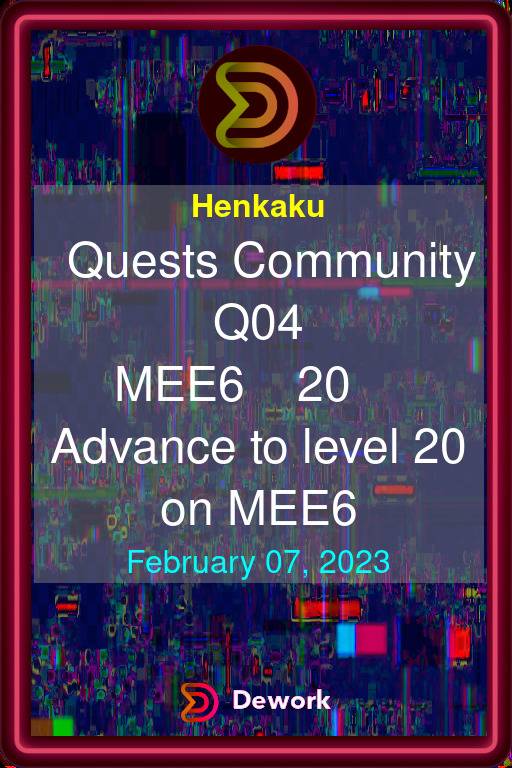 Henkaku
Quests Community
Q04
MEE6 20
Advance to level 20
on MEE6
February 07, 2023
Dework